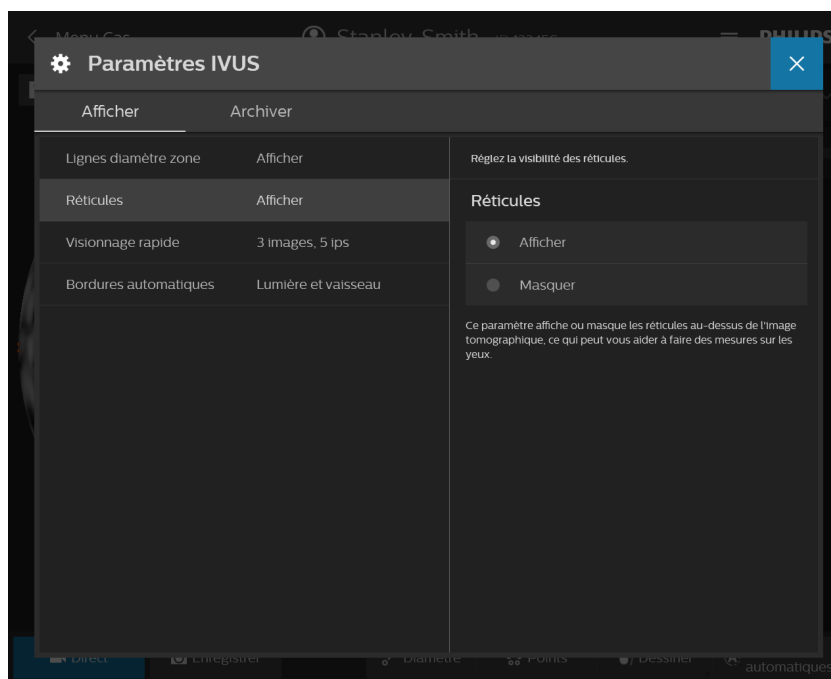 Menu Cas Stanley, Smith PHILIPS
Paramètres IVUS
Afficher Archiver
Lignes diamètre zone Afficher
Réticules Afficher
Visionnage rapide 3 images, 5 ips
Bordures automatiques Lumière et vaisseau
Réglez la visibilité des réticules.
Réticules
Afficher
Masquer
Ce paramètre affiche ou masque les réticules au-dessus de l'image
tomographique, ce qui peut vous aider à faire des mesures sur les
yeux.
Direct Enregistrer Diamètre Points Dessiner
automatiques